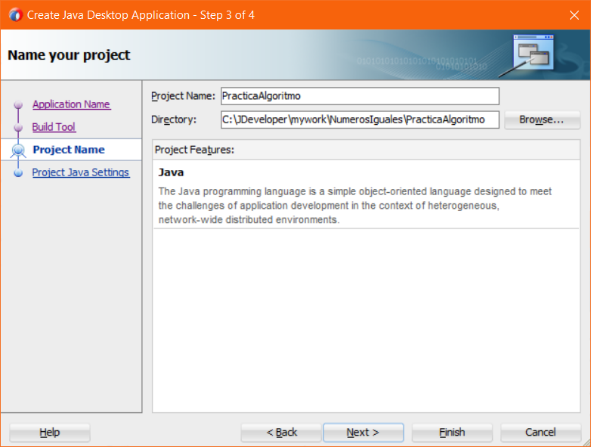 Create Java Desktop Application - Step 3 of 4
Name your project
Application Name
Build Tool
Project Name
Project Java Settings
Project Name: PracticaAlgoritmo
Directory: C:\JDeveloper\mywork\NumerosIguales\PracticaAlgoritmo Browse...
Project Features:
Java
The Java programming language is a simple object-oriented language designed to meet
the challenges of application development in the context of heterogeneous,
network-wide distributed environments.
Help < Back Next > Finish Cancel